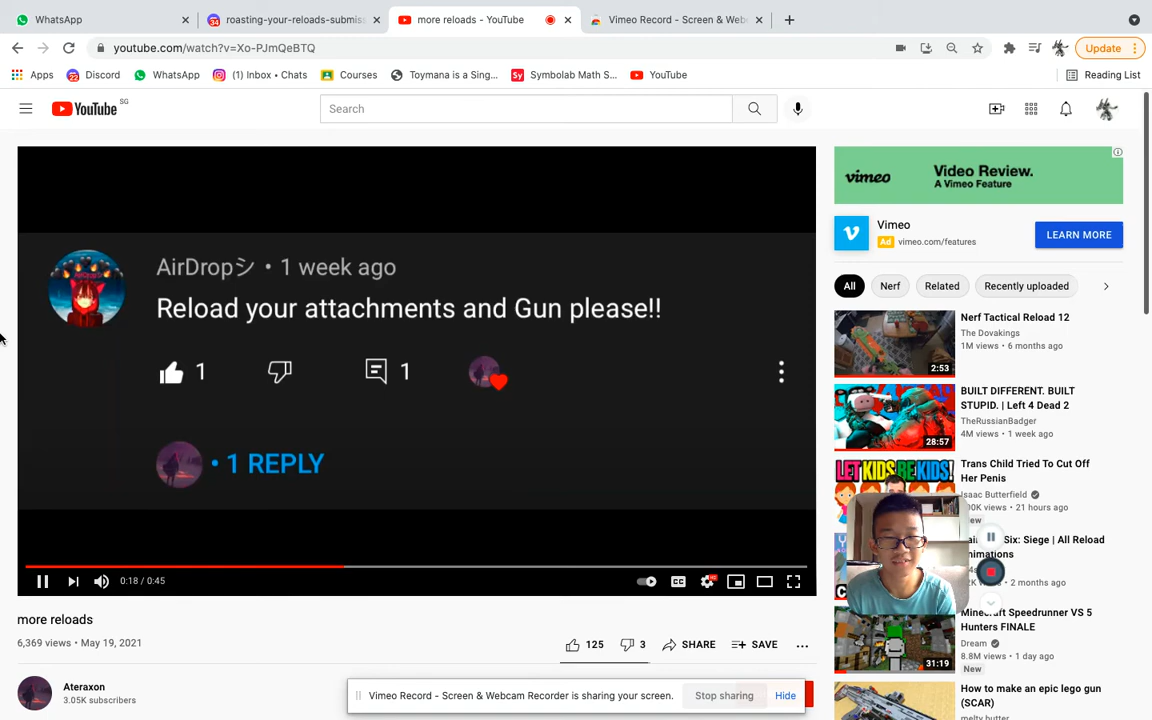 WhatsApp
34
roasting-your-reloads-submiss
more reloads - YouTube
Vimeo Record - Screen & Web
youtube.com/watch?v=Xo-PJmQeBTQ
Update
Apps
Discord
WhatsApp
(1) Inbox • Chats
Courses
Toymana is a Sing...
Sy
Symbolab Math S...
YouTube
Reading List
YouTube
SG
Search
AirDropシ • 1 week ago
Reload your attachments and Gun please!!
1
1
• 1 REPLY
0:18 / 0:45
CC
more reloads
6,369 views • May 19, 2021
125
3
SHARE
SAVE
Ateraxon
3.05K subscribers
Vimeo Record - Screen & Webcam Recorder is sharing your screen.
Stop sharing
Hide
vimeo
Video Review.
A Vimeo Feature
Vimeo
Ad
vimeo.com/features
LEARN MORE
All
Nerf
Related
Recently uploaded
Nerf Tactical Reload 12
The Dovakings
1M views • 6 months ago
2:53
BUILT DIFFERENT. BUILT
STUPID. | Left 4 Dead 2
TheRussianBadger
4M views • 1 week ago
28:57
LET KIDS BE KIDS!
Trans Child Tried To Cut Off
Her Penis
Isaac Butterfield
views • 21 hours ago
Six: Siege | All Reload
2 months ago
Minecraft Speedrunner VS 5
Hunters FINALE
Dream
8.8M views • 1 day ago
New
31:19
How to make an epic lego gun
(SCAR)
melty butter